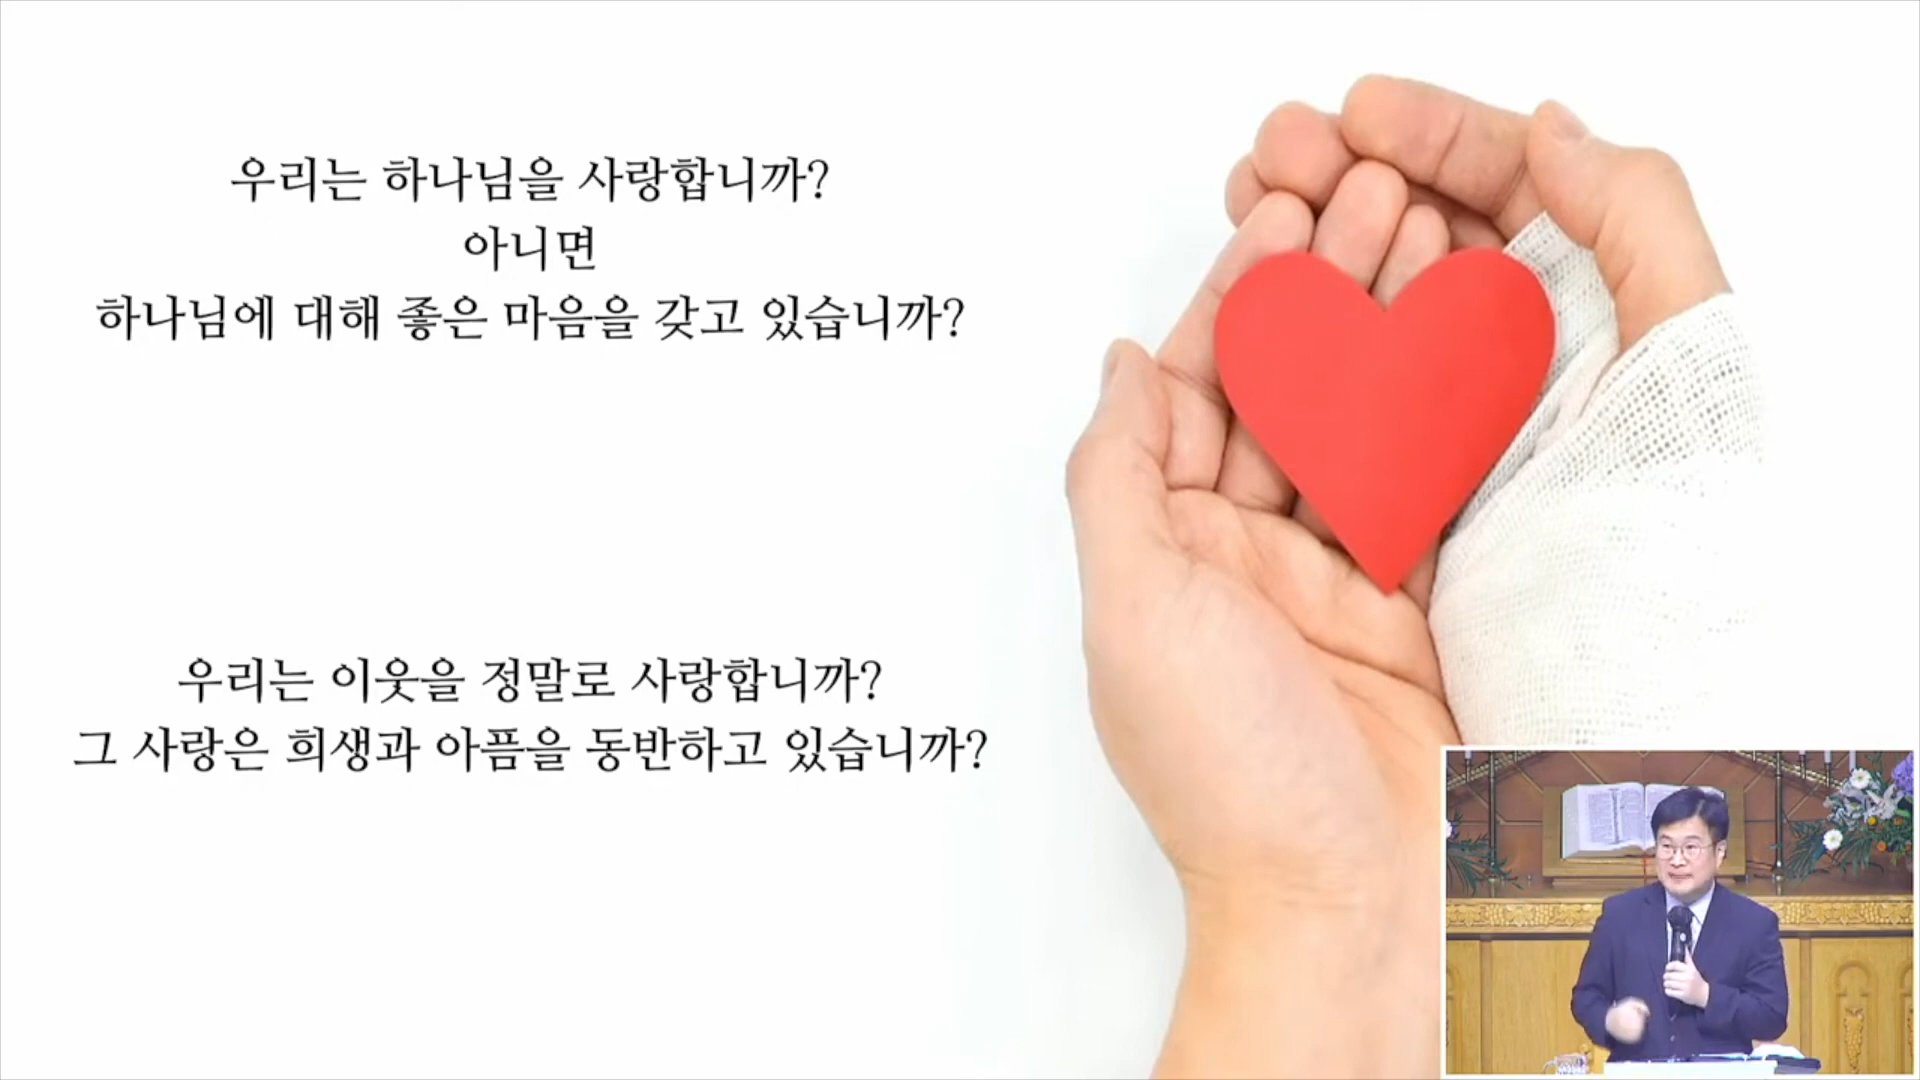 우리는 하나님을 사랑합니까?
아니면
하나님에 대해 좋은 마음을 갖고 있습니까?
우리는 이웃을 정말로 사랑합니까?
그 사랑은 희생과 아픔을 동반하고 있습니까?